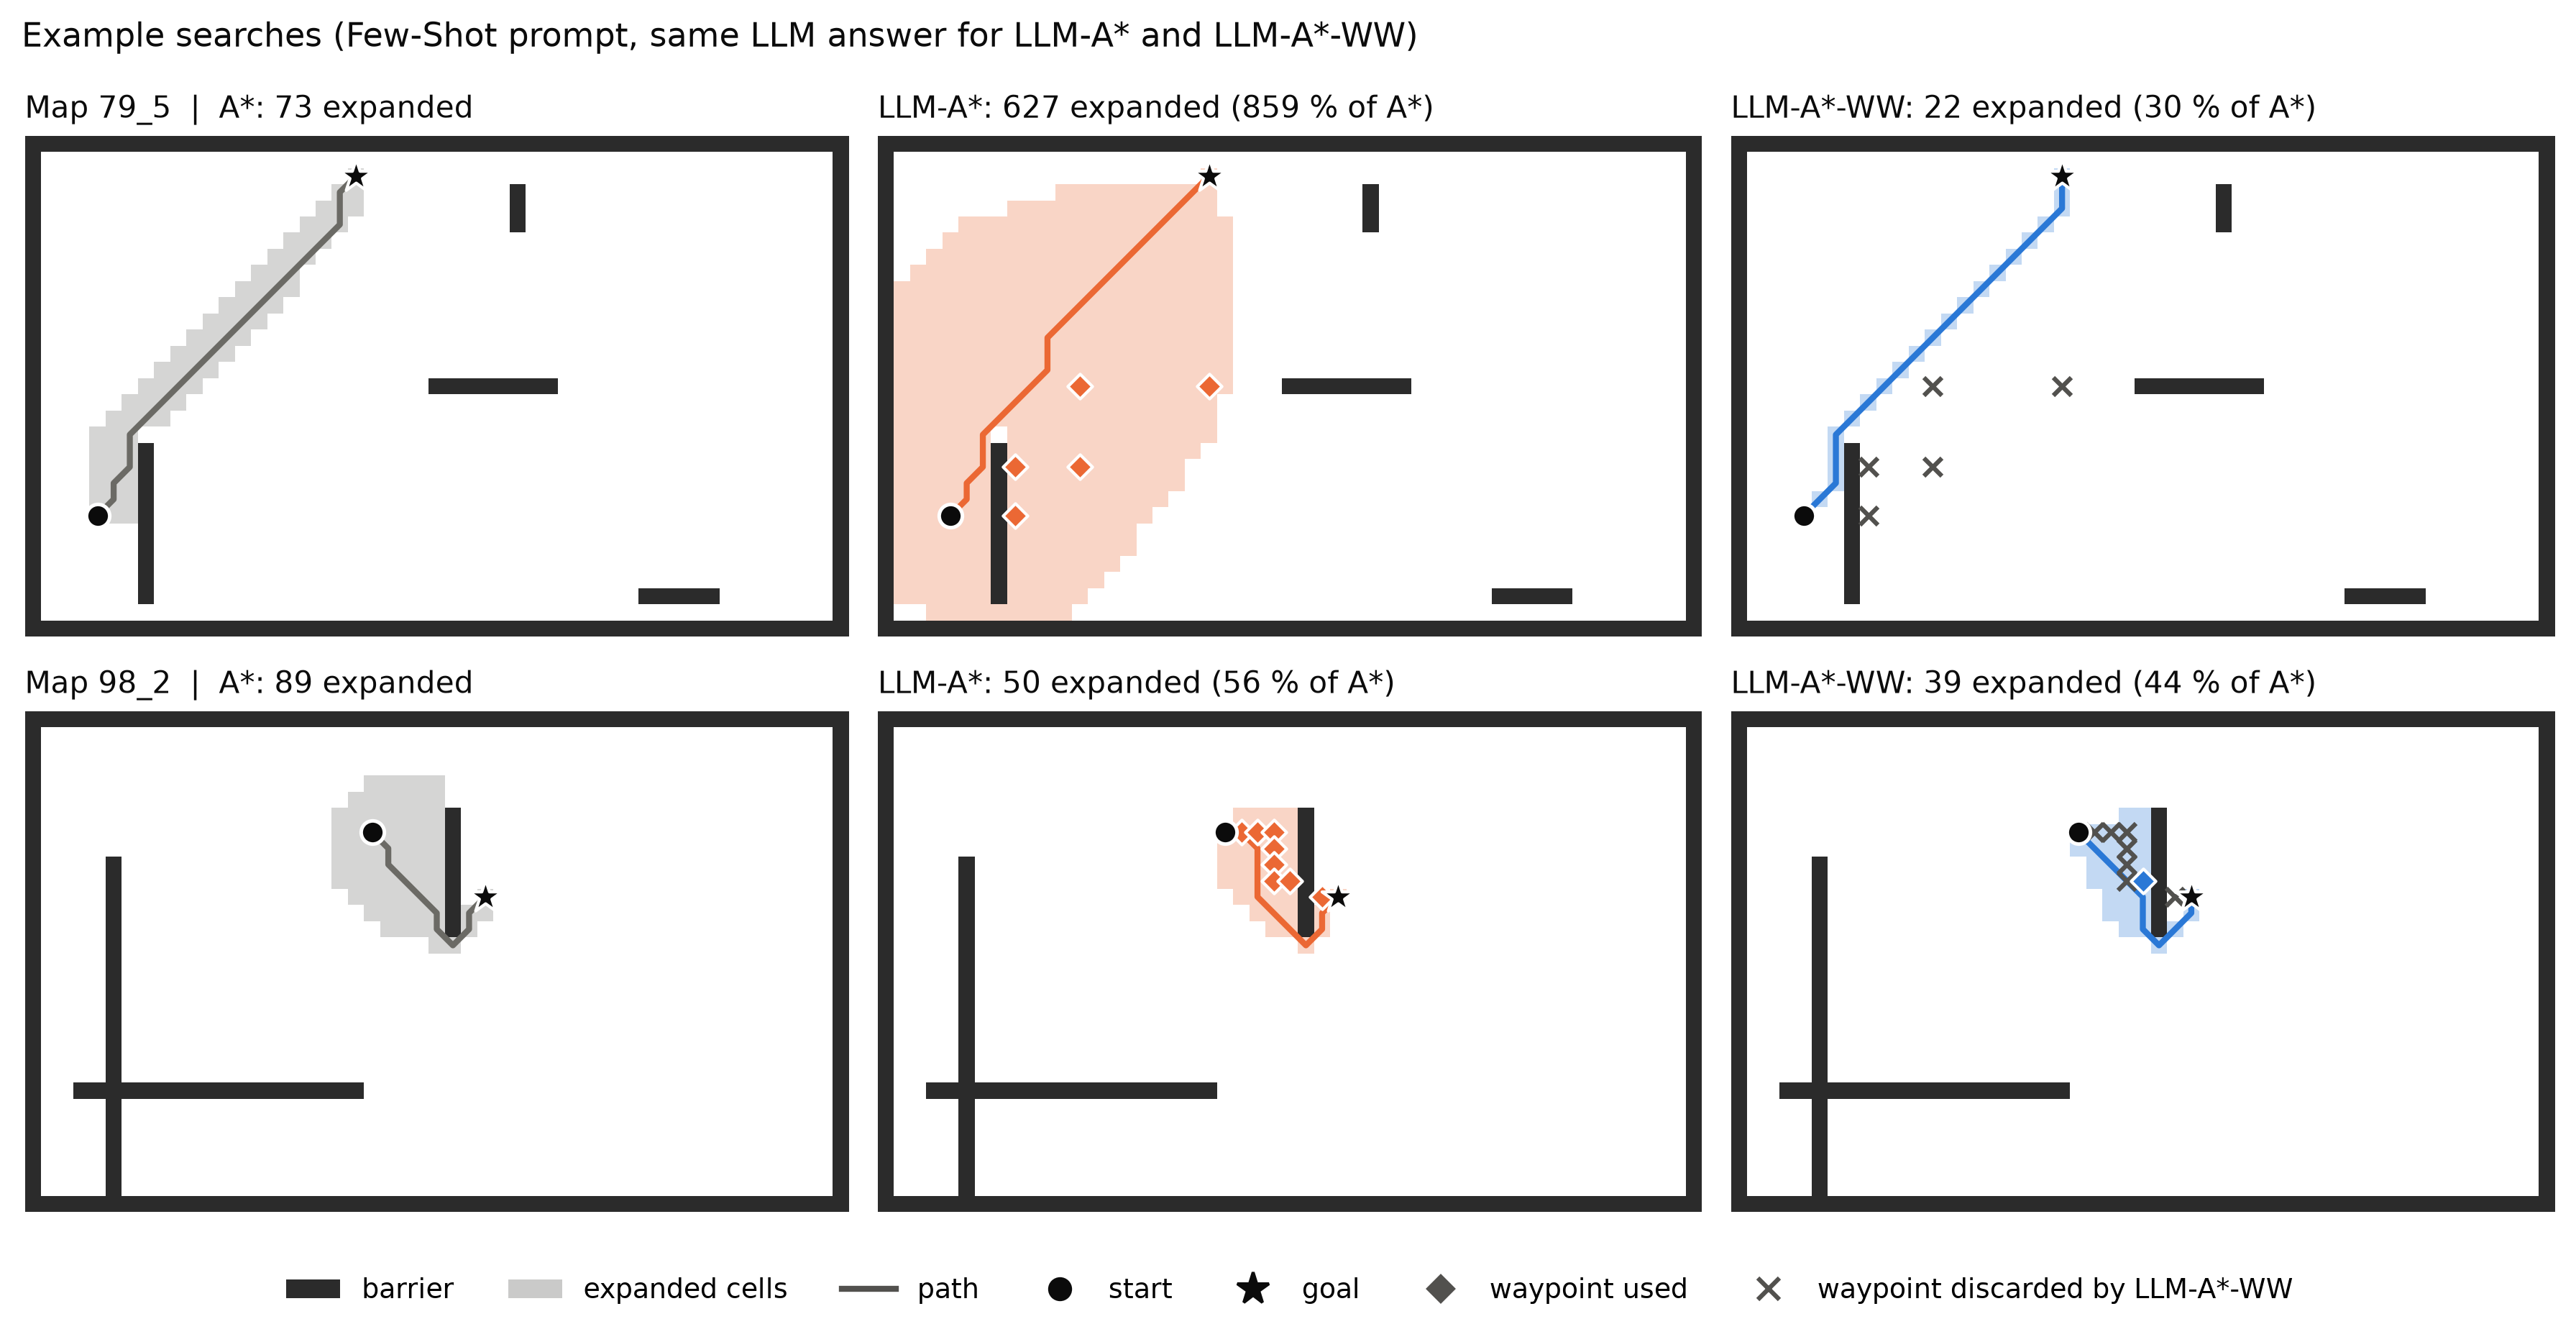 Example searches (Few-Shot prompt, same LLM answer for LLM-A* and LLM-A*-WW)
Map 79_5 | A*: 73 expanded
LLM-A*: 627 expanded (859 % of A*)
LLM-A*-WW: 22 expanded (30 % of A*)
Map 98_2 | A*: 89 expanded
LLM-A*: 50 expanded (56 % of A*)
LLM-A*-WW: 39 expanded (44 % of A*)
barrier
expanded cells
path
start
goal
waypoint used
waypoint discarded by LLM-A*-WW